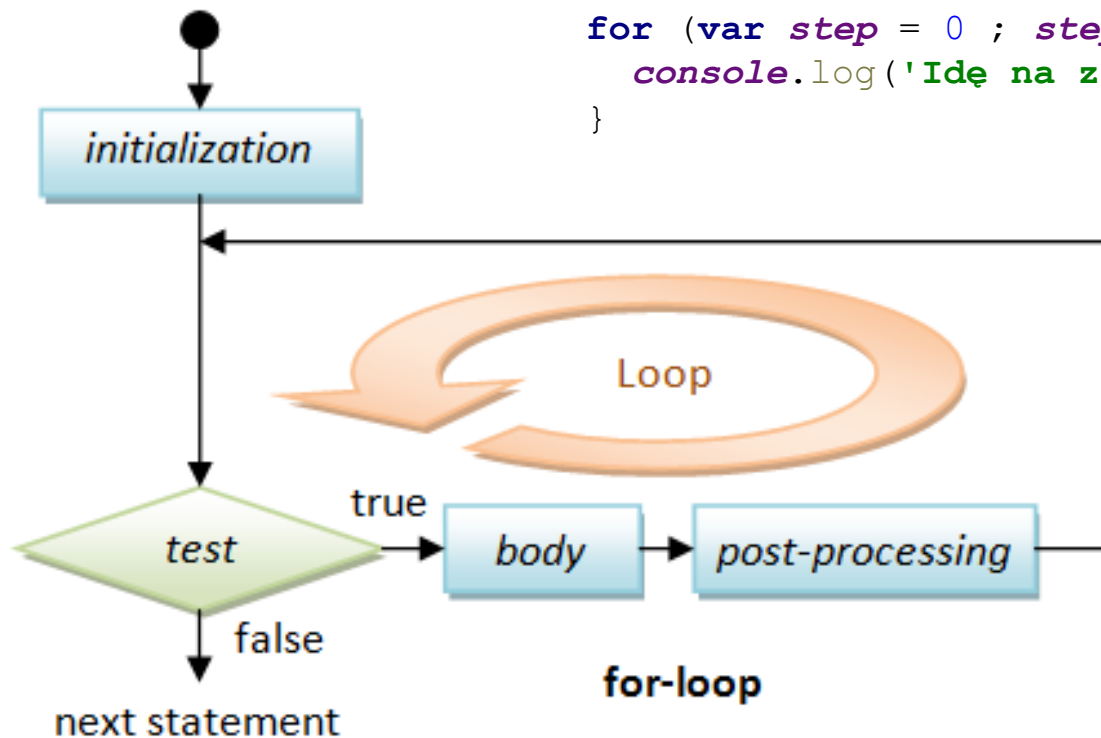 for (var step = 0 ; step
console.log('Idę na z
}
initialization
Loop
true
test
body
post-processing
false
for-loop
next statement